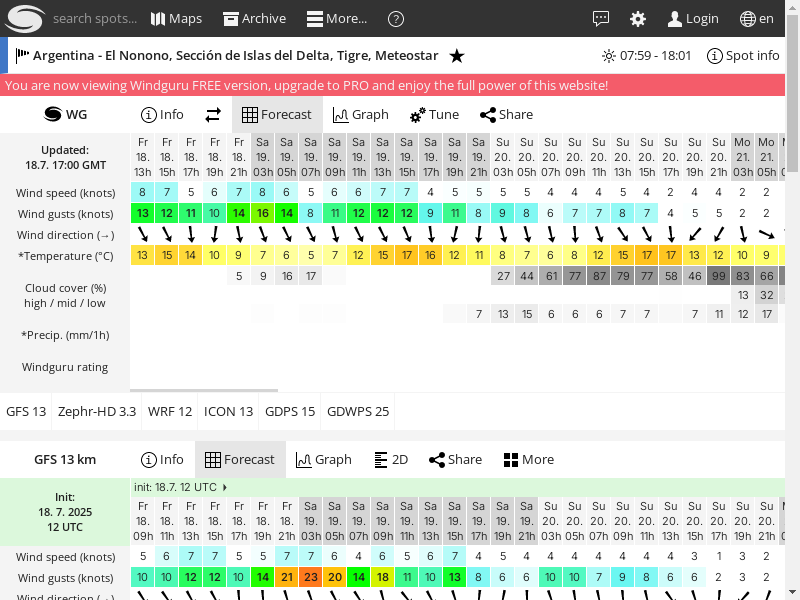 search spots... Maps Archive More... ? Login en
Argentina - El Nonono, Sección de Islas del Delta, Tigre, Meteostar ★ 07:59 - 18:01 Spot info
You are now viewing Windguru FREE version, upgrade to PRO and enjoy the full power of this website!
WG Info Forecast Graph Tune Share
Updated:
18.7. 17:00 GMT
Fr Fr Fr Fr Fr Sa Sa Sa Sa Sa Sa Sa Sa Sa Sa Su Su Su Su Su Su Su Su Su Su Mo Mo
18. 18. 18. 18. 18. 19. 19. 19. 19. 19. 19. 19. 19. 19. 19. 20. 20. 20. 20. 20. 20. 20. 20. 20. 20. 21. 21.
13h 15h 17h 19h 21h 03h 05h 07h 09h 11h 13h 15h 17h 19h 21h 03h 05h 07h 09h 11h 13h 15h 17h 19h 21h 03h 05h
Wind speed (knots) 8 7 5 6 7 8 6 5 6 6 7 7 4 5 5 5 5 4 4 4 5 4 2 4 4 2 2
Wind gusts (knots) 13 12 11 10 14 16 14 8 11 12 12 12 9 11 8 9 8 6 7 7 8 7 4 5 5 2 2
Wind direction (→)
*Temperature (°C) 13 15 14 10 9 7 6 5 7 12 15 17 16 12 11 8 7 6 8 12 15 17 17 13 12 10 9
Cloud cover (%)
high / mid / low
5 9 16 17 27 44 61 77 87 79 77 58 46 99 83 66
13 32
7 13 15 6 6 6 7 7 7 11 12 17
*Precip. (mm/1h)
Windguru rating
GFS 13 Zephr-HD 3.3 WRF 12 ICON 13 GDPS 15 GDWPS 25
GFS 13 km Info Forecast Graph 2D Share More
Init:
18. 7. 2025
12 UTC
init: 18.7. 12 UTC
Fr Fr Fr Fr Fr Fr Fr Sa Sa Sa Sa Sa Sa Sa Sa Sa Sa Su Su Su Su Su Su Su Su Su Su
18. 18. 18. 18. 18. 18. 18. 19. 19. 19. 19. 19. 19. 19. 19. 19. 19. 20. 20. 20. 20. 20. 20. 20. 20. 20. 20.
09h 11h 13h 15h 17h 19h 21h 03h 05h 07h 09h 11h 13h 15h 17h 19h 21h 03h 05h 07h 09h 11h 13h 15h 17h 19h 21h
Wind speed (knots) 5 6 7 7 5 5 7 7 6 4 6 5 6 7 4 5 4 4 4 4 4 4 4 3 1 3 2
Wind gusts (knots) 10 10 12 12 10 14 21 23 20 14 18 11 10 13 8 6 6 10 10 7 9 8 6 6 2 3 2
Wind direction (→)